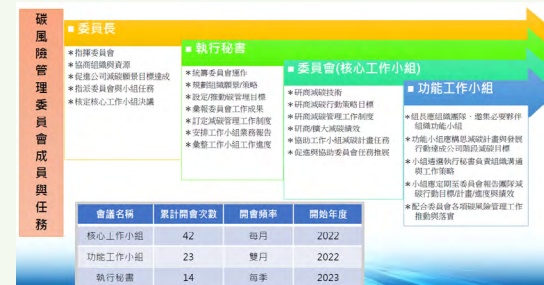 碳風險管理委員會成員與任務
▪ 委員長
*指揮委員會
*協商組織與資源
*促進公司減碳願景目標達成
*指派委員會與小組任務
*核定核心工作小組決議
▪ 執行秘書
*統籌委員會運作
*規劃組織願景/策略
*設定/推動碳管理目標
*彙報委員會工作成果
*訂定減碳管理工作制度
*安排工作小組業務報告
*彙整工作小組工作進度
▪ 委員會(核心工作小組)
*研商減碳技術
*研商減碳行動策略目標
*研商減碳管理工作制度
*研商/擴大減碳績效
*協助工作小組減碳計畫任務
*促進與協助委員會任務推展
▪ 功能工作小組
*組長應組織團隊、邀集必要夥伴
組織功能小組
*功能小組應構思減碳計畫與發展
行動達成公司階段減碳目標
*小組遴選執行秘書負責組織溝通
與工作策略
*小組應定期至委員會報告團隊減
碳行動目標/計畫/進度與績效
*配合委員會各項碳風險管理工作
推動與落實
會議名稱 累計開會次數 開會頻率 開始年度
核心工作小組 42 每月 2022
功能工作小組 23 雙月 2022
執行秘書 14 每季 2023